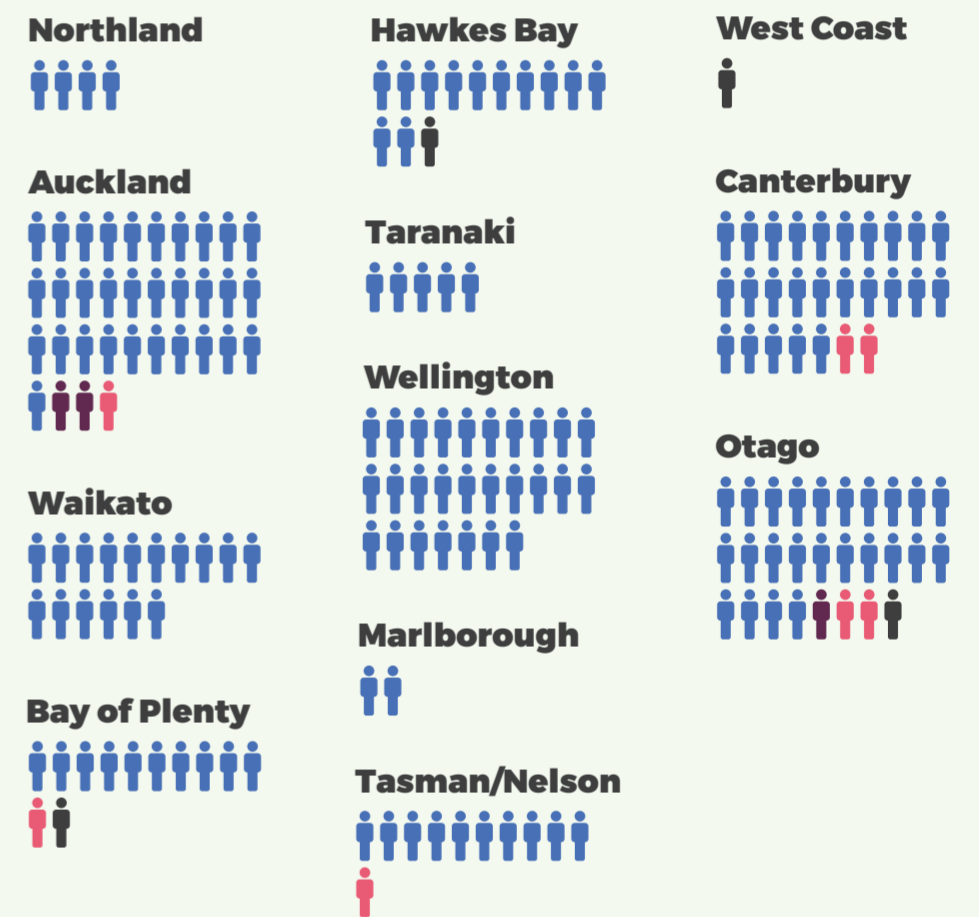 Northland
Auckland
Waikato
Bay of Plenty
Hawkes Bay
Taranaki
Wellington
Marlborough
Tasman/Nelson
West Coast
Canterbury
Otago